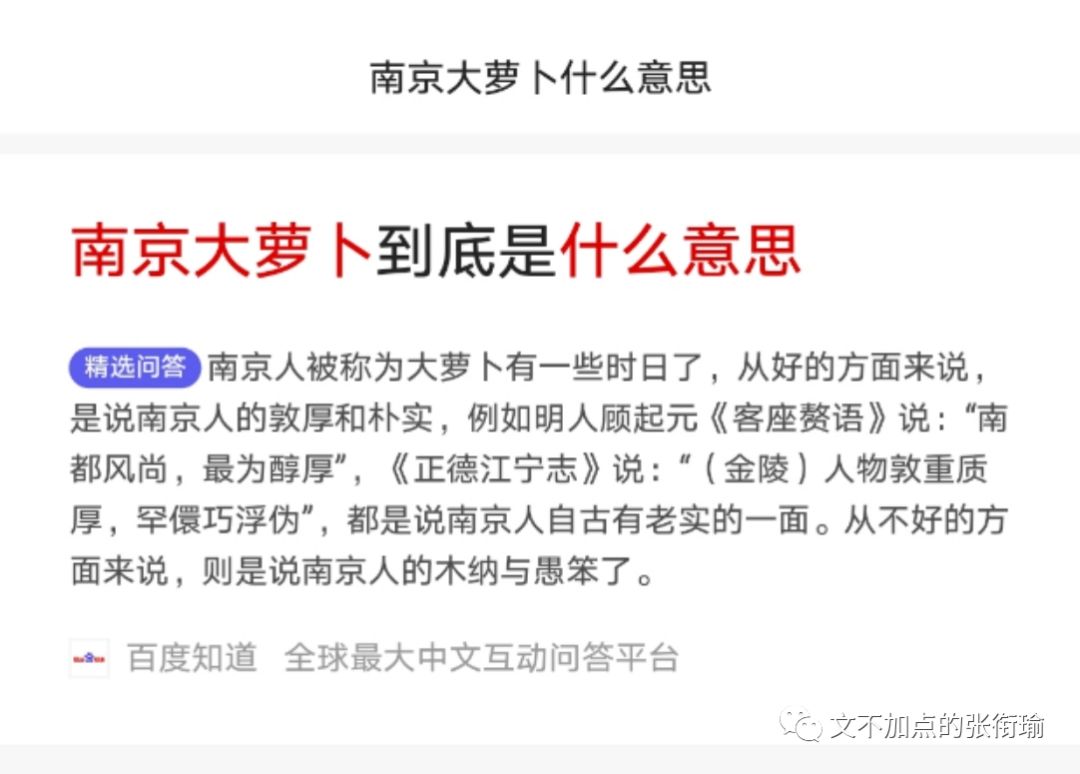 南京大萝卜什么意思
南京大萝卜到底是什么意思
精选问答 南京人被称为大萝卜有一些时日了，从好的方面来说，
是说南京人的敦厚和朴实，例如明人顾起元《客座赘语》说：“南
都风尚，最为醇厚”，《正德江宁志》说：“（金陵）人物敦重质
厚，罕儇巧浮伪”，都是说南京人自古有老实的一面。从不好的方
面来说，则是说南京人的木纳与愚笨了。
百度知道 全球最大中文互动问答平台
文不加点的张衔瑜